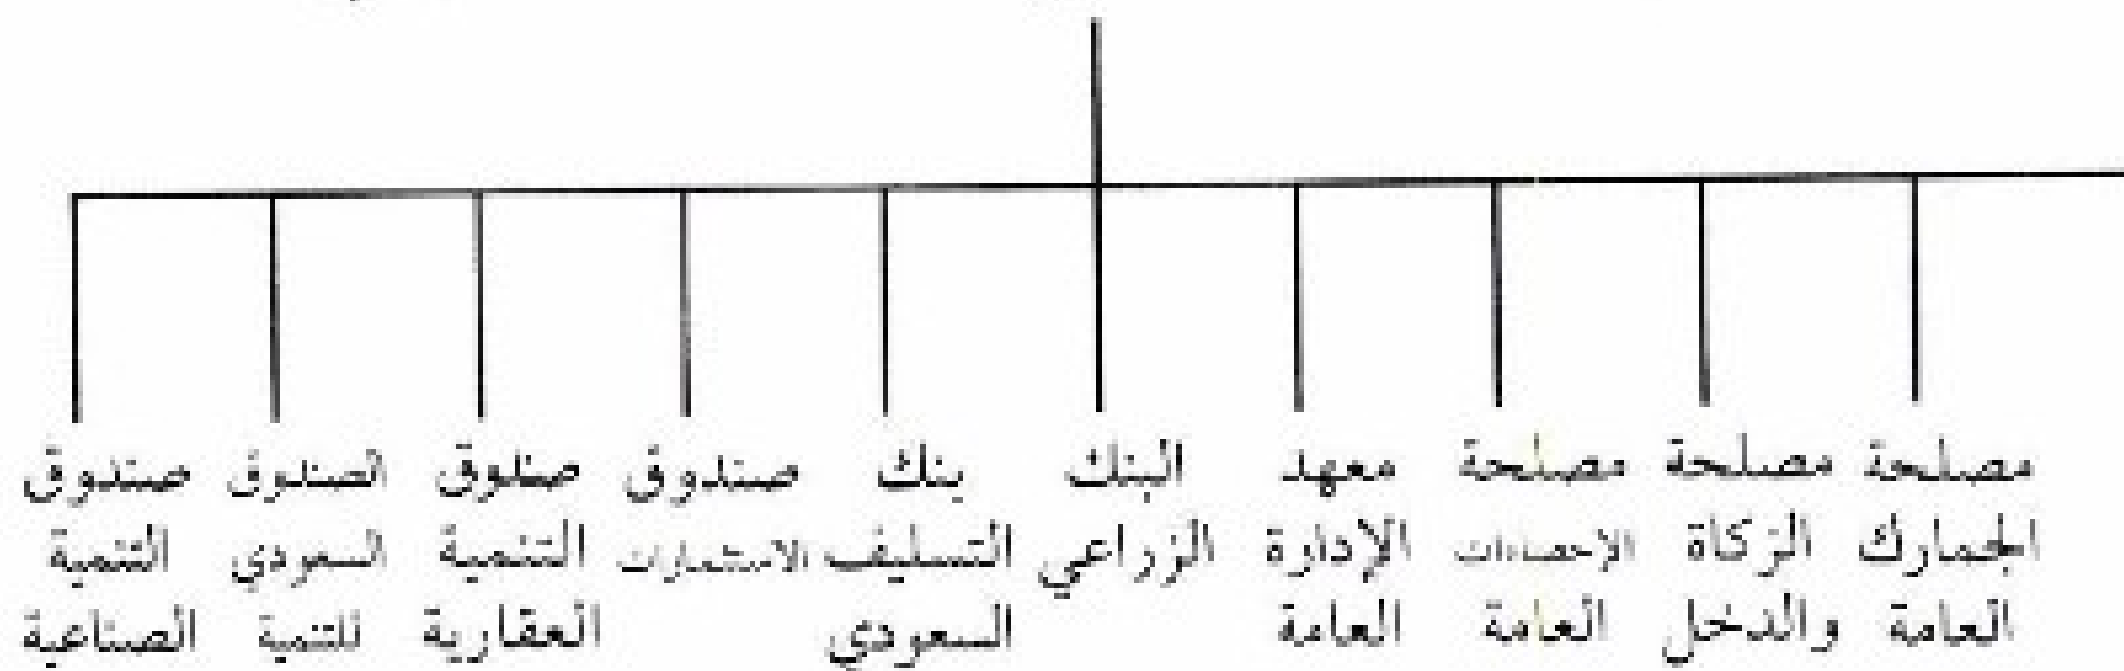 مصلحة الجمارك العامة
مصلحة الزكاة والدخل
مصلحة الإحصاءات العامة
معهد الإدارة العامة
البنك الزراعي
بنك التسليف السعودي
صندوق الاستثمارات
صندوق التنمية العقارية
الصندوق السعودي للتنمية
صندوق التنمية الصناعية